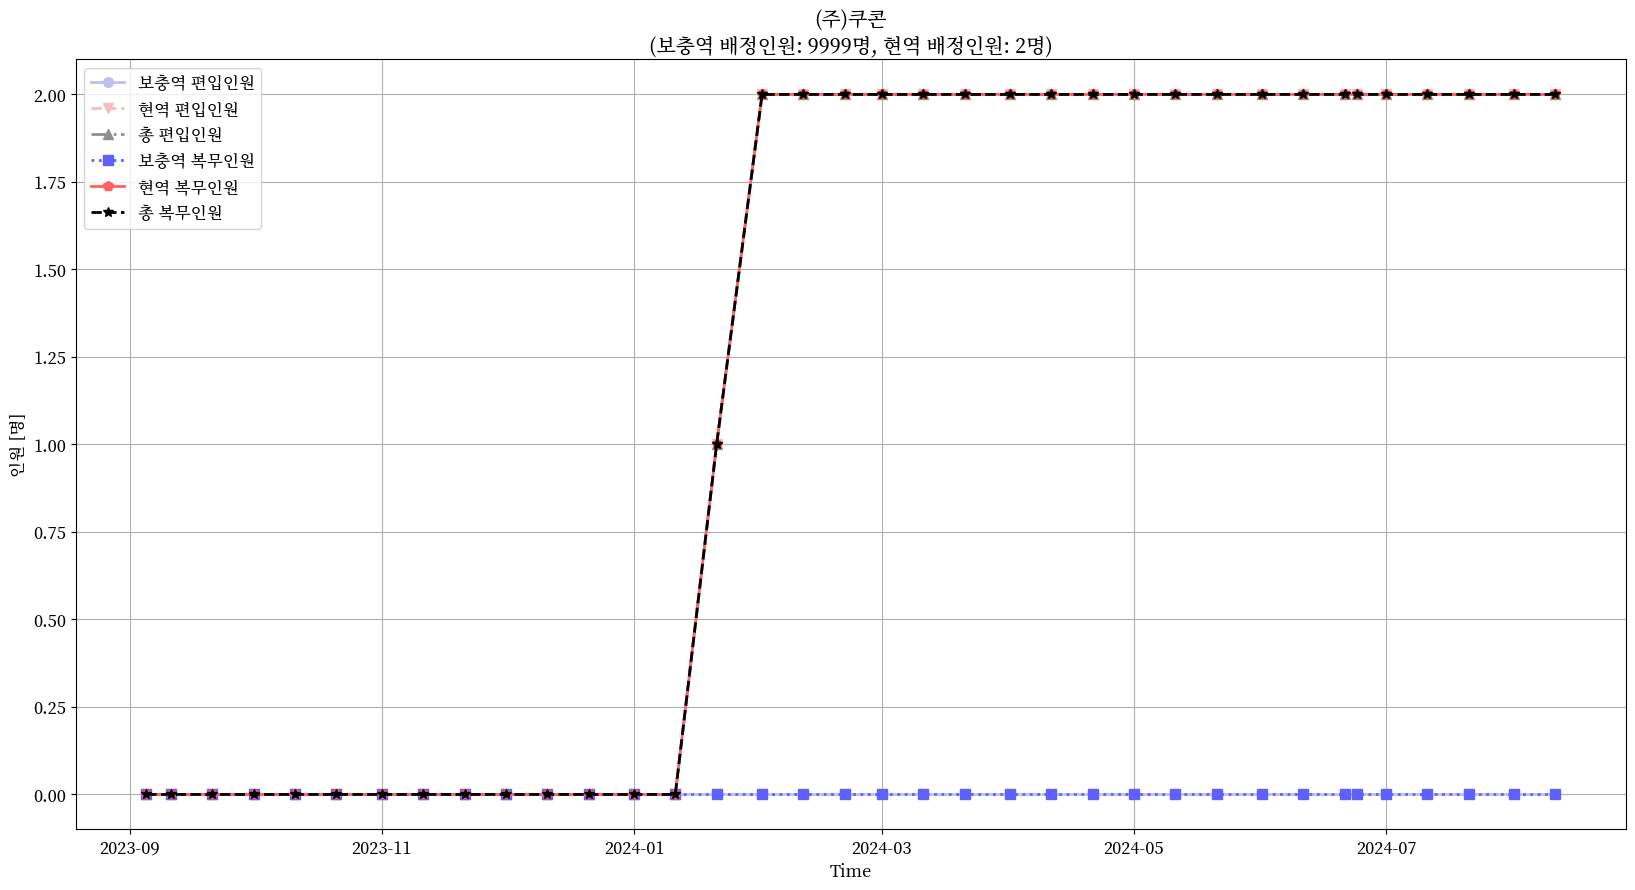 (주)쿠콘
(보충역 배정인원: 9999명, 현역 배정인원: 2명)
보충역 편입인원
현역 편입인원
총 편입인원
보충역 복무인원
현역 복무인원
총 복무인원
2.00
1.75
1.50
1.25
1.00
0.75
0.50
0.25
0.00
인원 [명]
2023-09
2023-11
2024-01
2024-03
2024-05
2024-07
Time